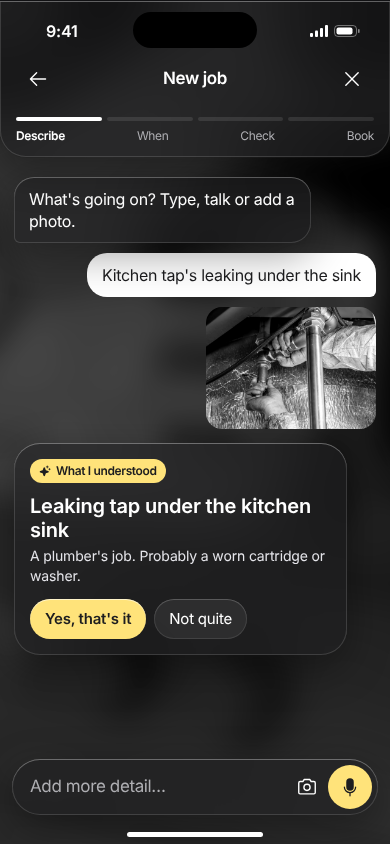 9:41
New job
Describe
When
Check
Book
What's going on? Type, talk or add a
photo.
Kitchen tap's leaking under the sink
What I understood
Leaking tap under the kitchen
sink
A plumber's job. Probably a worn cartridge or
washer.
Yes, that's it
Not quite
Add more detail...